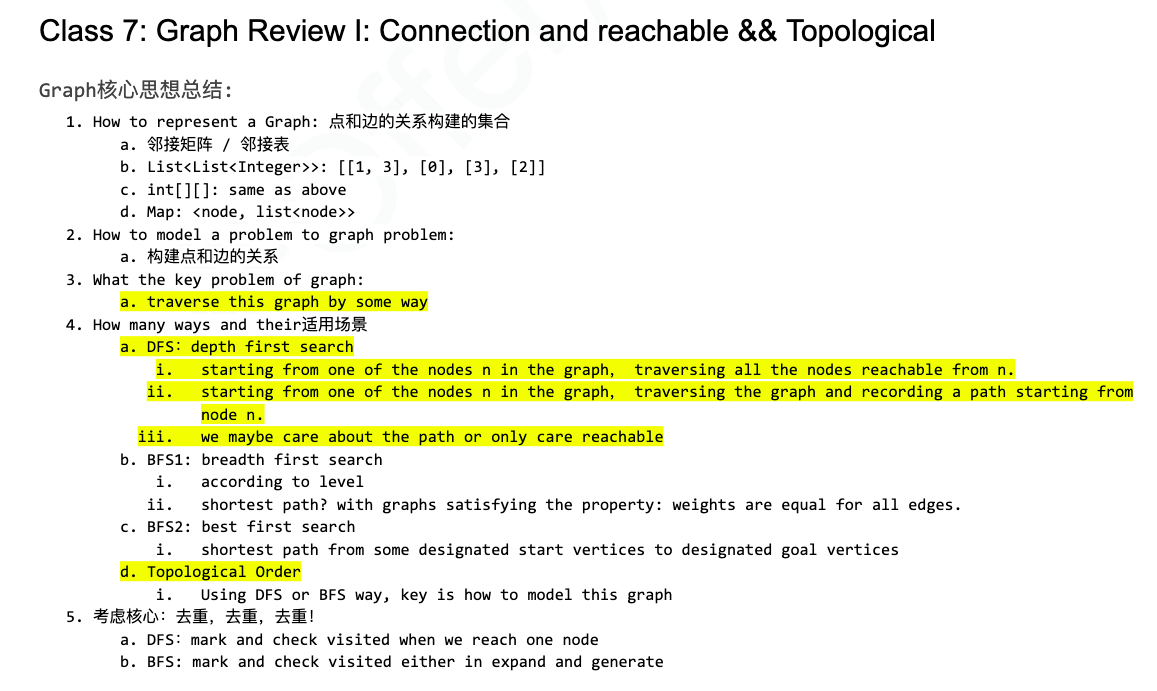 Class 7: Graph Review I: Connection and reachable && Topological
Graph核心思想总结:
1. How to represent a Graph: 点和边的关系构建的集合
a. 邻接矩阵 / 邻接表
b. List<List<Integer>>: [[1, 3], [0], [3], [2]]
c. int[][]: same as above
d. Map: <node, list<node>>
2. How to model a problem to graph problem:
a. 构建点和边的关系
3. What the key problem of graph:
a. traverse this graph by some way
4. How many ways and their适用场景
a. DFS: depth first search
i. starting from one of the nodes n in the graph, traversing all the nodes reachable from n.
ii. starting from one of the nodes n in the graph, traversing the graph and recording a path starting from
node n.
iii. we maybe care about the path or only care reachable
b. BFS1: breadth first search
i. according to level
ii. shortest path? with graphs satisfying the property: weights are equal for all edges.
c. BFS2: best first search
i. shortest path from some designated start vertices to designated goal vertices
d. Topological Order
i. Using DFS or BFS way, key is how to model this graph
5. 考虑核心: 去重, 去重, 去重!
a. DFS: mark and check visited when we reach one node
b. BFS: mark and check visited either in expand and generate